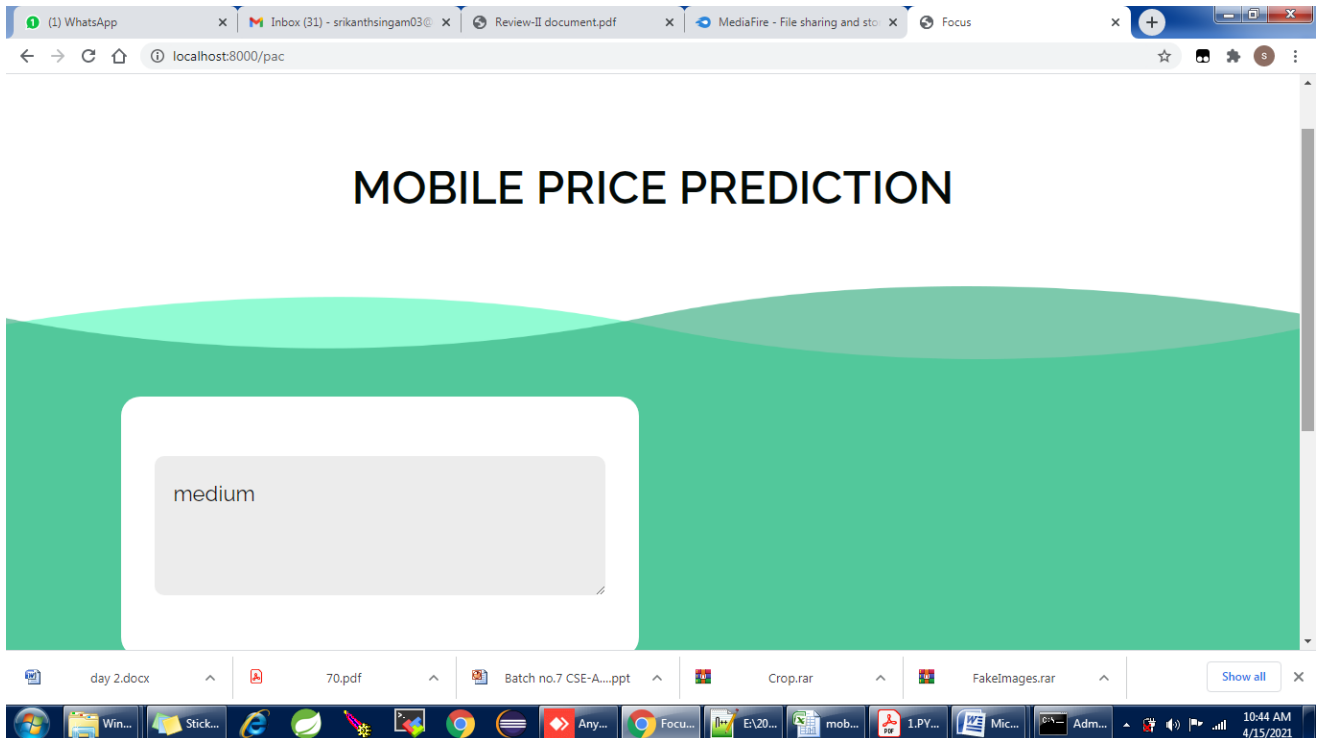 (1) WhatsApp
Inbox (31) - srikanthsingam03@
Review-II document.pdf
MediaFire - File sharing and sto
Focus
localhost:8000/pac
S
MOBILE PRICE PREDICTION
medium
day 2.docx
70.pdf
Batch no.7 CSE-A....ppt
Crop.rar
FakeImages.rar
Show all
Win...
Stick...
Any...
Focu...
E:\20...
mob...
1.PY...
Mic...
Adm...
10:44 AM
4/15/2021